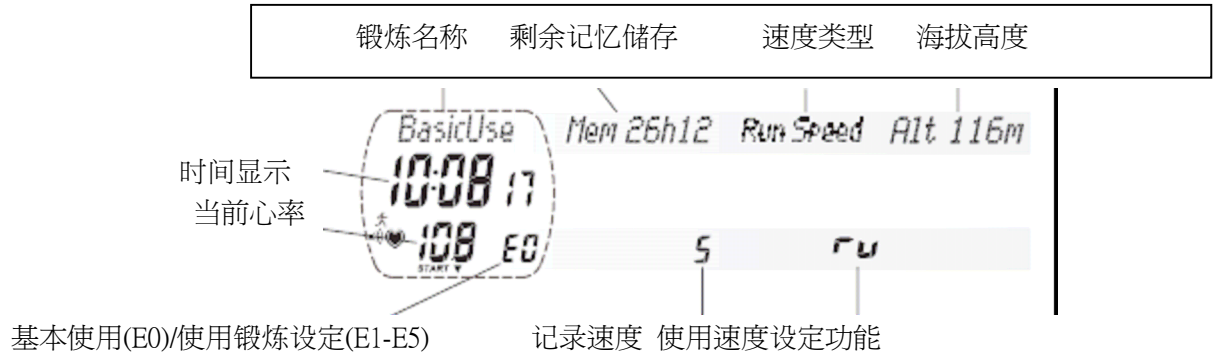 锻炼名称 剩余记忆储存 速度类型 海拔高度
BasicUse Mem 26h12 Run Speed Alt 116m
时间显示 10:08 17
当前心率
108 E0 5 ru
START
基本使用(E0)/使用锻炼设定(E1-E5) 记录速度 使用速度设定功能